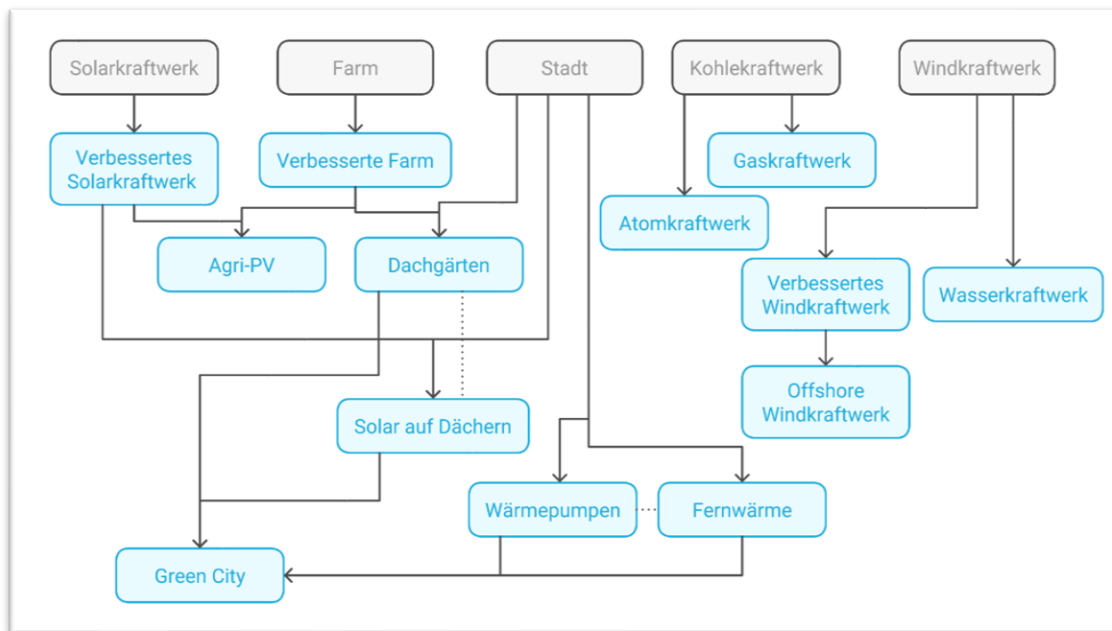 Solarkraftwerk
Farm
Stadt
Kohlekraftwerk
Windkraftwerk
Verbessertes
Solarkraftwerk
Verbesserte Farm
Gaskraftwerk
Atomkraftwerk
Agri-PV
Dachgärten
Verbessertes
Windkraftwerk
Wasserkraftwerk
Offshore
Windkraftwerk
Solar auf Dächern
Wärmepumpen
Fernwärme
Green City